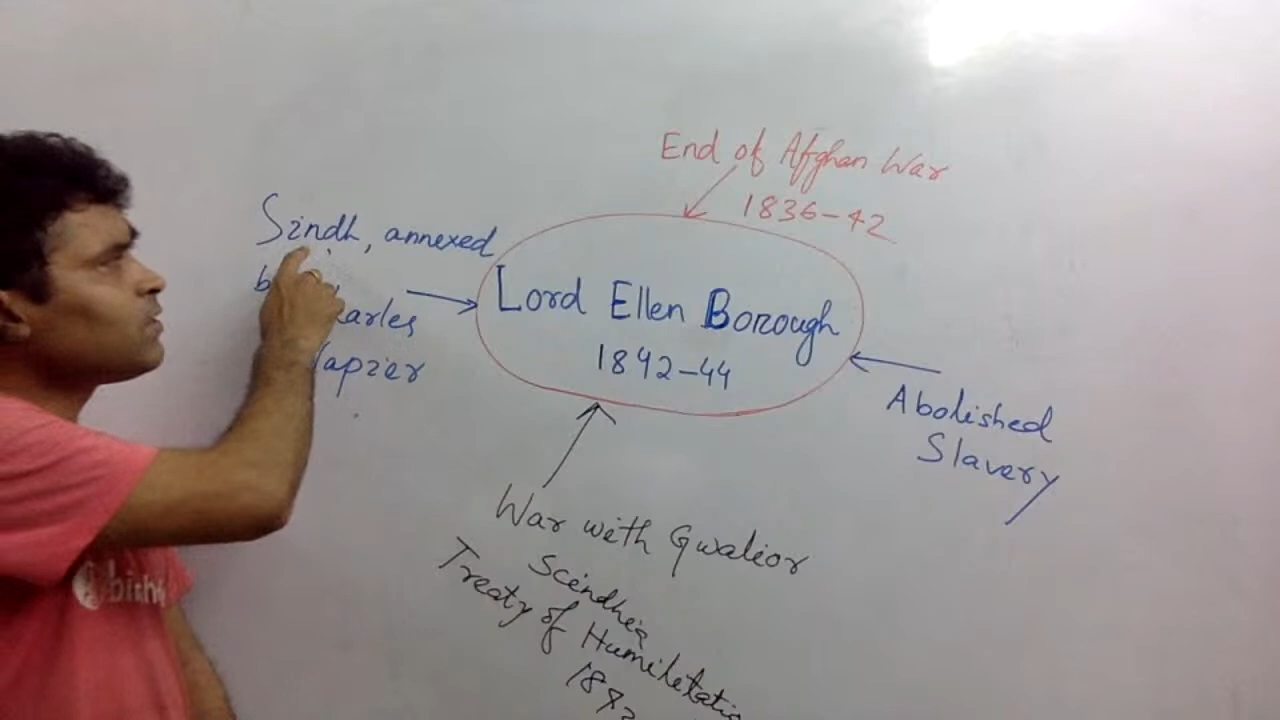 End of Afghan War
1836-42
Sindh, annexed
Lord Ellen Borough
1842-44
Abolished
Slavery
War with Gwalior
Scindhia
Treaty of Humiletatio